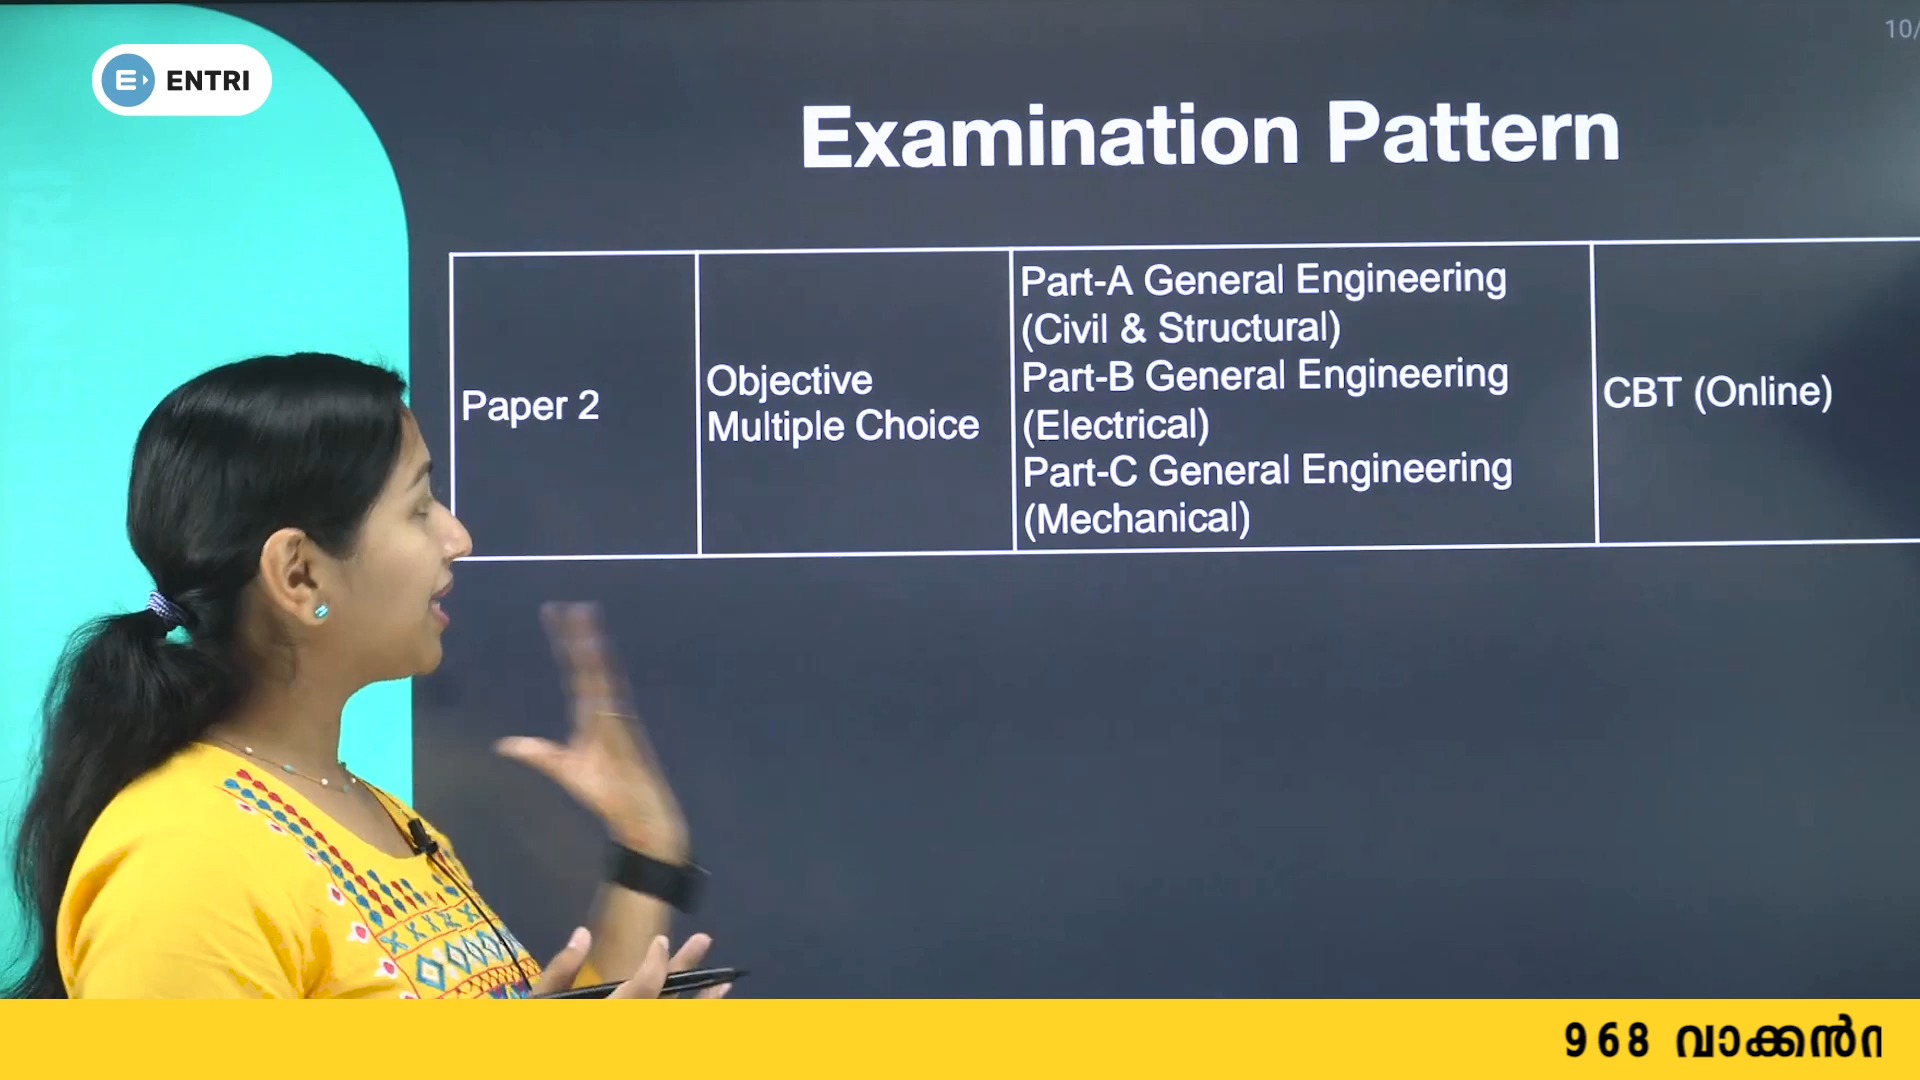 ENTRI
10/
Examination Pattern
Paper 2
Objective
Multiple Choice
Part-A General Engineering
(Civil & Structural)
Part-B General Engineering
(Electrical)
Part-C General Engineering
(Mechanical)
CBT (Online)
968